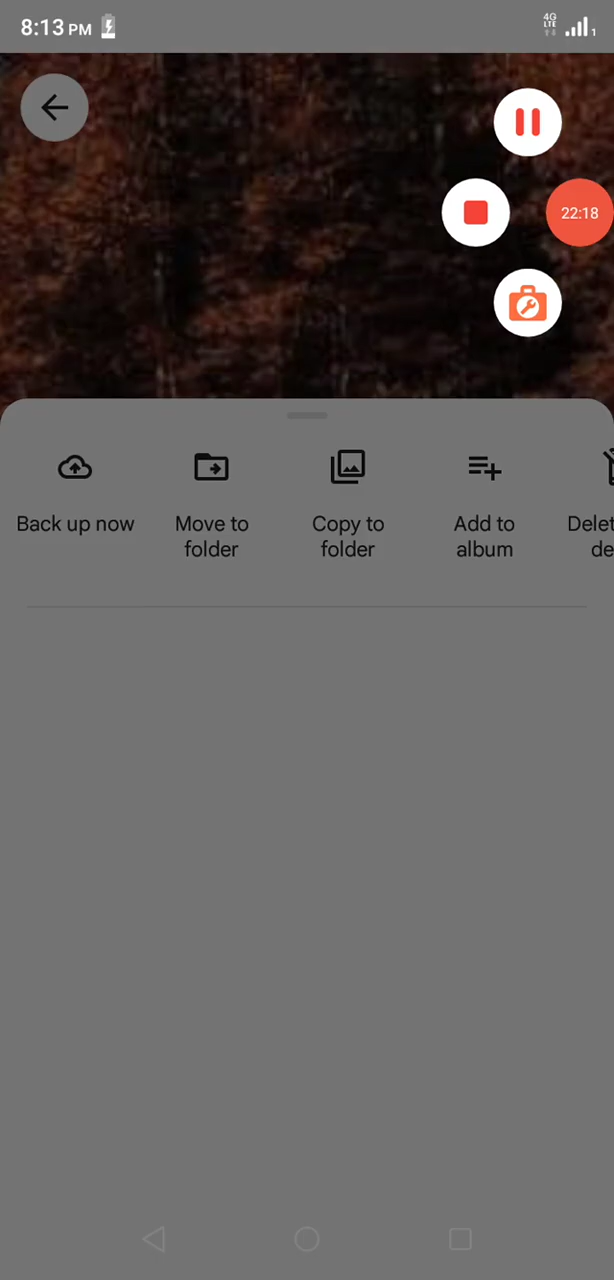 8:13 PM
4G
LTE
1
22:18
Back up now
Move to
folder
Copy to
folder
Add to
album
Delet
de